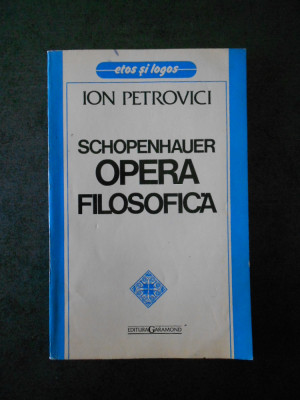 etos și logos
ION PETROVICI
SCHOPENHAUER
OPERA
FILOSOFICĂ
EDITURA GARAMOND